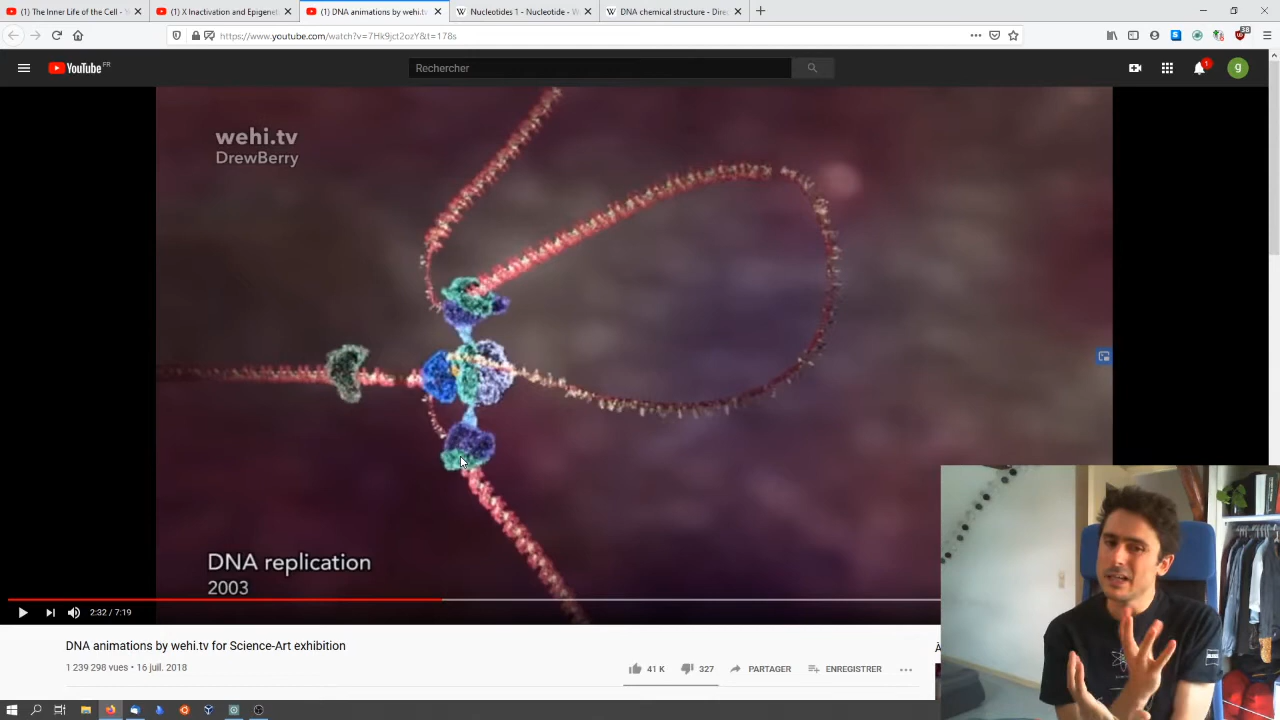 (1) The Inner Life of the Cell - Y
(1) X Inactivation and Epigenet
(1) DNA animations by wehi.tv
Nucleotides 1 - Nucleotide - W
DNA chemical structure - Dire
https://www.youtube.com/watch?v=7Hk9jct2ozY&t=178s
38
YouTube FR
Rechercher
1
g
wehi.tv
DrewBerry
DNA replication
2003
2:32 / 7:19
DNA animations by wehi.tv for Science-Art exhibition
1 239 298 vues • 16 juil. 2018
41 K
327
PARTAGER
ENREGISTRER